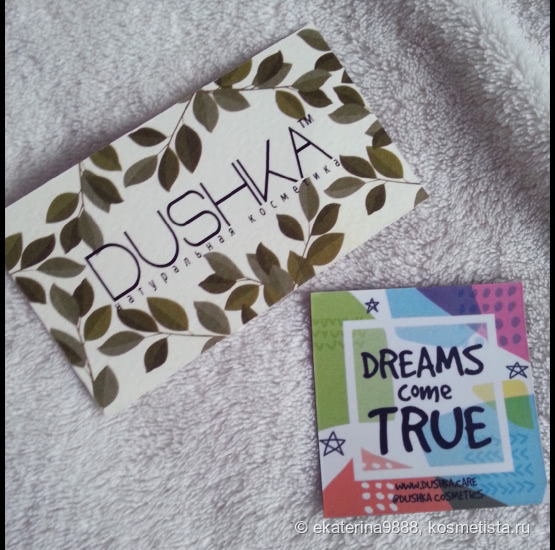 DUSHKA™
натуральная косметика
DREAMS
come
TRUE
WWW.DUSHKA.CARE
@DUSHKA COSMETICS
© ekaterina9888, kosmetista.ru